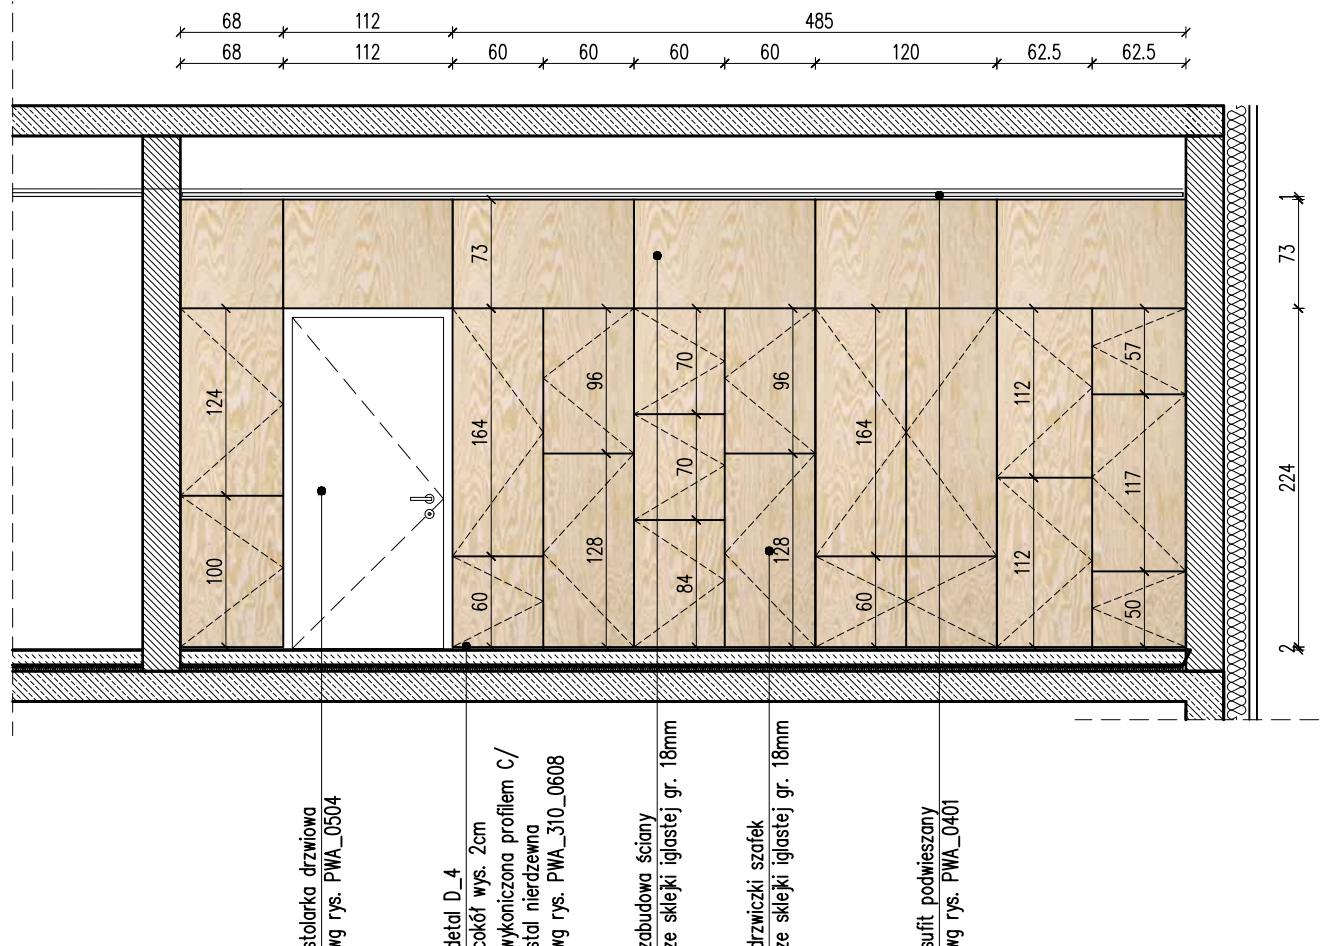 68
112
485
68
112
60
60
60
60
120
62.5
62.5
1
73
224
2
73
124
100
164
60
96
128
70
70
84
96
128
164
60
112
112
57
117
50
stolarka drzwiowa
wg rys. PWA_0504
detal D_4
cokół wys. 2cm
wykoniczona profilem C/
stal nierdzewna
wg rys. PWA_310_0608
zabudowa ściany
ze sklejki iglastej gr. 18mm
drzwiczki szafek
ze sklejki iglastej gr. 18mm
sufit podwieszany
wg rys. PWA_0401